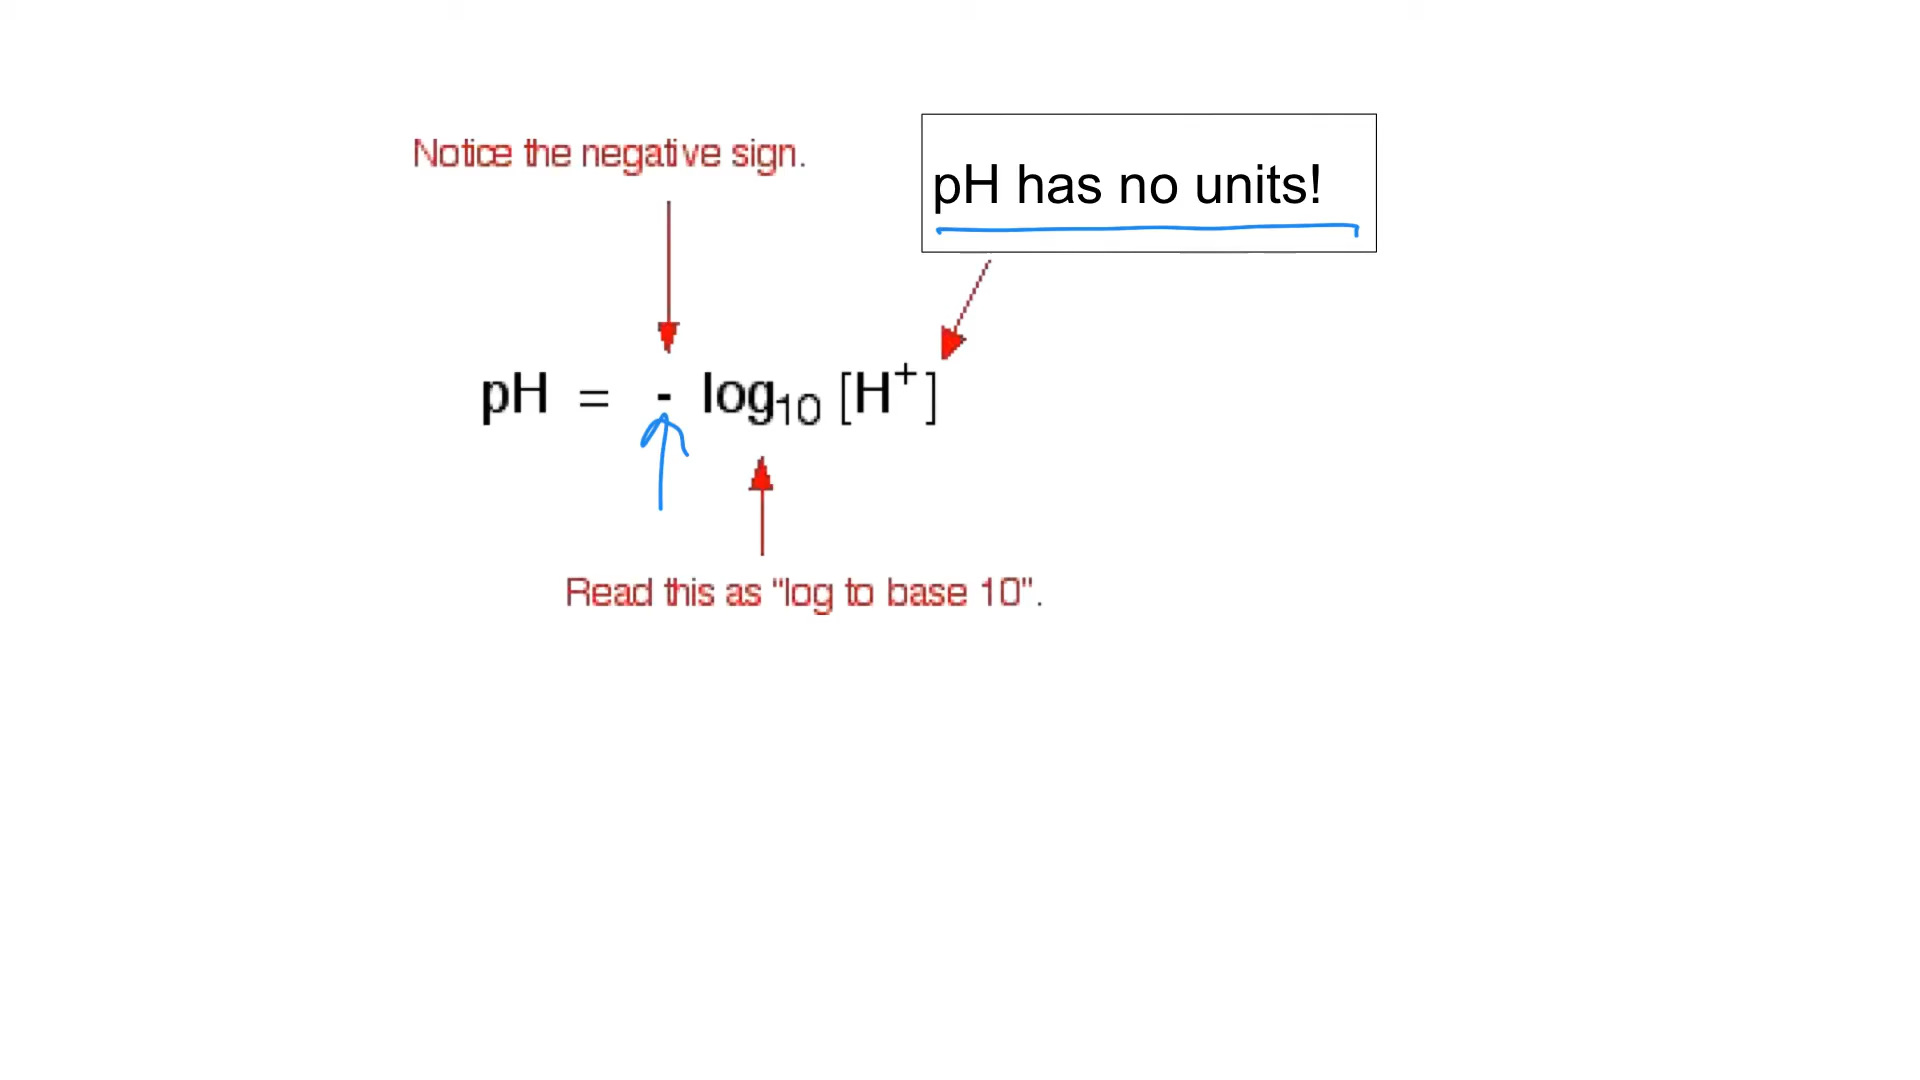 Notice the negative sign.
pH has no units!
pH = - log₁₀ [H⁺]
Read this as "log to base 10".